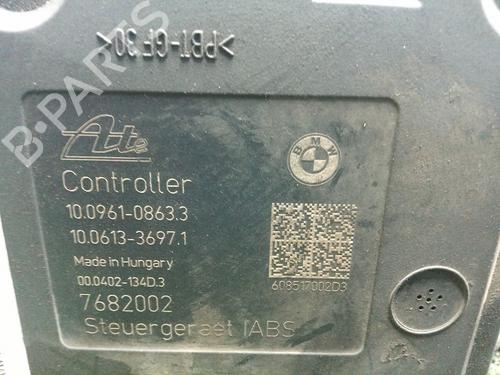 >PBT-GF30<
B-PARTS
Ate
BMW
Controller
10.0961-0863.3
10.0613-3697.1
Made in Hungary
00.0402-134D.3
608517002D3
7682002
Steuergeraet IABS